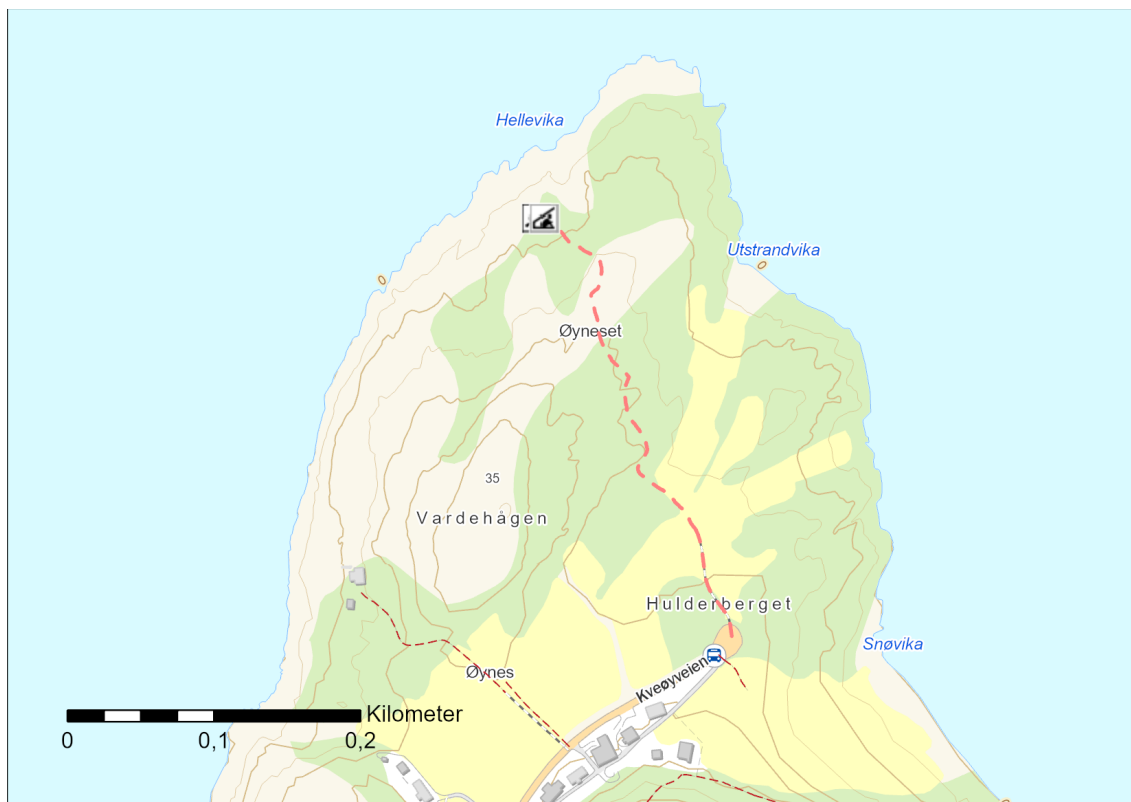 Hellevika
Utstrandvika
Øyneset
35
Vardehågen
Hulderberget
Snøvika
Øynes
Kveøyveien
Kilometer
0
0,1
0,2